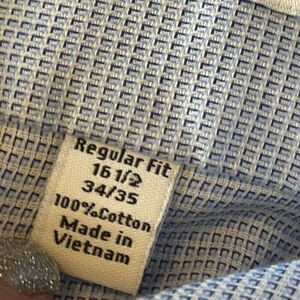 Regular Fit
16 1/2
34/35
100%Cotton
Made in
Vietnam